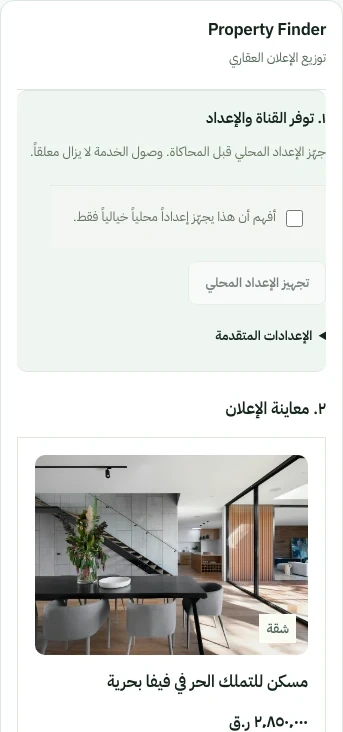 Property Finder
توزيع الإعلان العقاري
١. توفر القناة والإعداد
جهّز الإعداد المحلي قبل المحاكاة. وصول الخدمة لا يزال معلقاً.
أفهم أن هذا يجهّز إعداداً محلياً خيالياً فقط.
تجهيز الإعداد المحلي
الإعدادات المتقدمة
٢. معاينة الإعلان
شقة
مسكن للتملك الحر في فيفا بحرية
٢,٨٥٠,٠٠٠ ر.ق